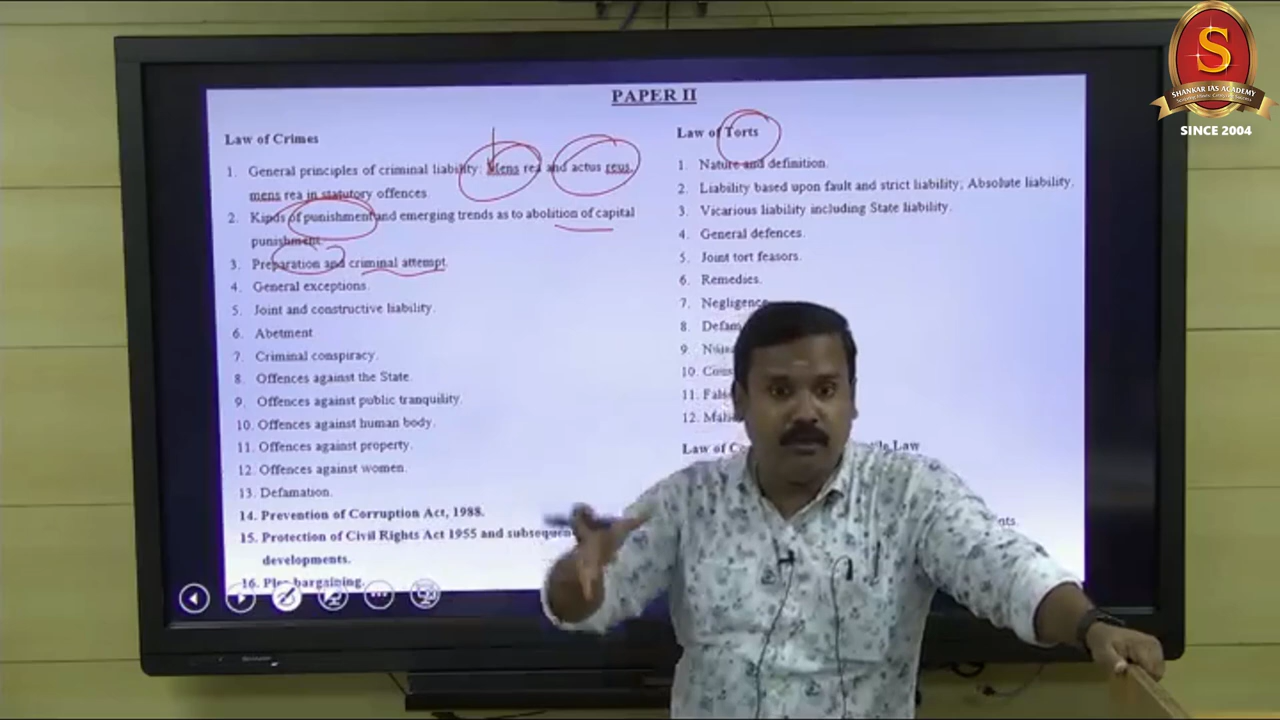 PAPER II
Law of Crimes
1. General principles of criminal liability: Mens rea and actus reus,
mens rea in statutory offences.
2. Kinds of punishment and emerging trends as to abolition of capital
punishment.
3. Preparation and criminal attempt.
4. General exceptions.
5. Joint and constructive liability.
6. Abetment.
7. Criminal conspiracy.
8. Offences against the State.
9. Offences against public tranquility.
10. Offences against human body.
11. Offences against property.
12. Offences against women.
13. Defamation.
14. Prevention of Corruption Act, 1988.
15. Protection of Civil Rights Act 1955 and
developments.
16. Plea bargaining.
Law of Torts
1. Nature and definition.
2. Liability based upon fault and strict liability; Absolute liability.
3. Vicarious liability including State liability.
4. General defences.
5. Joint tort feasors.
6. Remedies.
7. Negligence.
8.
9.
10.
11.
12.
Law of
Law
S
SHANKAR IAS ACADEMY
SINCE 2004